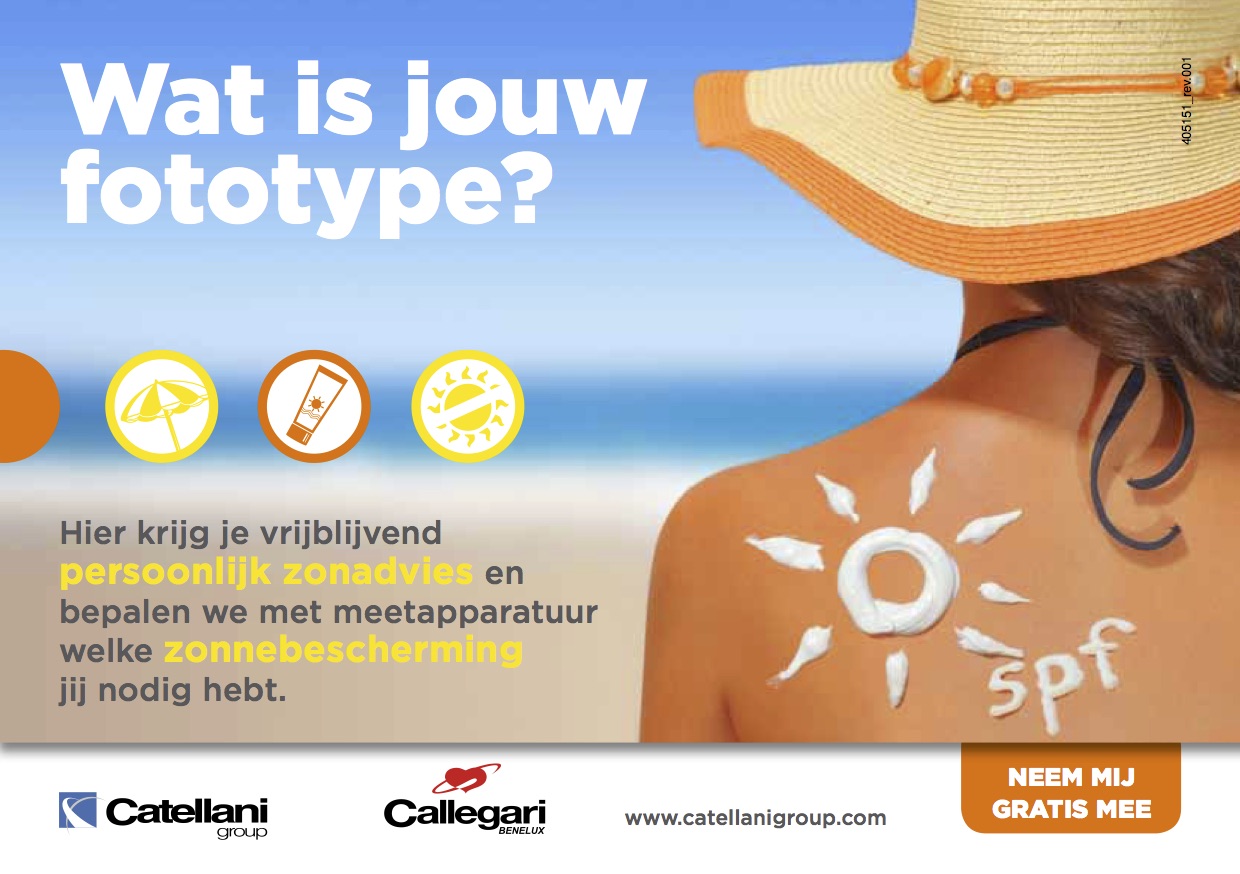 Wat is jouw
fototype?
405151_rev.001
Hier krijg je vrijblijvend
persoonlijk zonadvies en
bepalen we met meetapparatuur
welke zonnebescherming
jij nodig hebt.
spf
Catellani
group
Callegari
BENELUX
www.catellanigroup.com
NEEM MIJ
GRATIS MEE